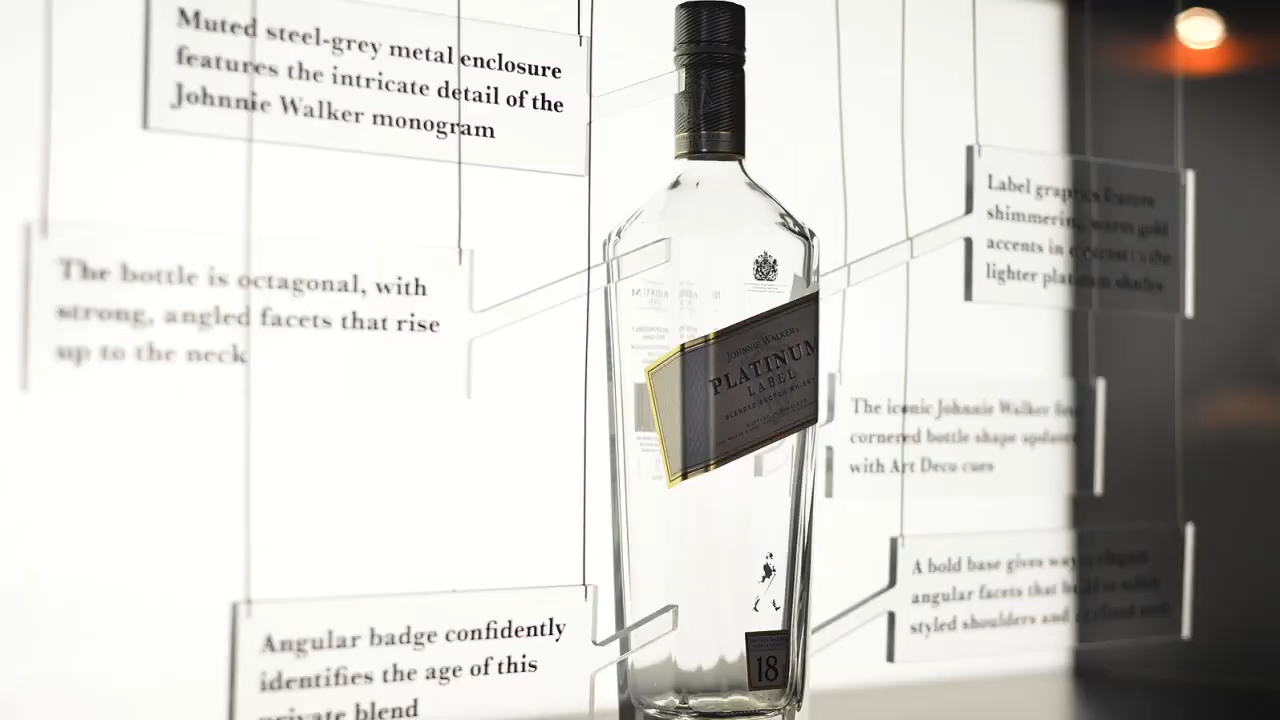 Muted steel-grey metal enclosure
features the intricate detail of the
Johnnie Walker monogram
The bottle is octagonal, with
strong, angled facets that rise
up to the neck
Angular badge confidently
identifies the age of this
private blend
JOHNNIE WALKER
PLATINUM
LABEL
BLENDED SCOTCH WHISKY
18
Label graphics feature
shimmering, warm gold
accents in contrast to the
lighter platinum shades
The iconic Johnnie Walker four
cornered bottle shape updated
with Art Deco cues
A bold base gives way to elegant
angular facets that build to
styled shoulders and